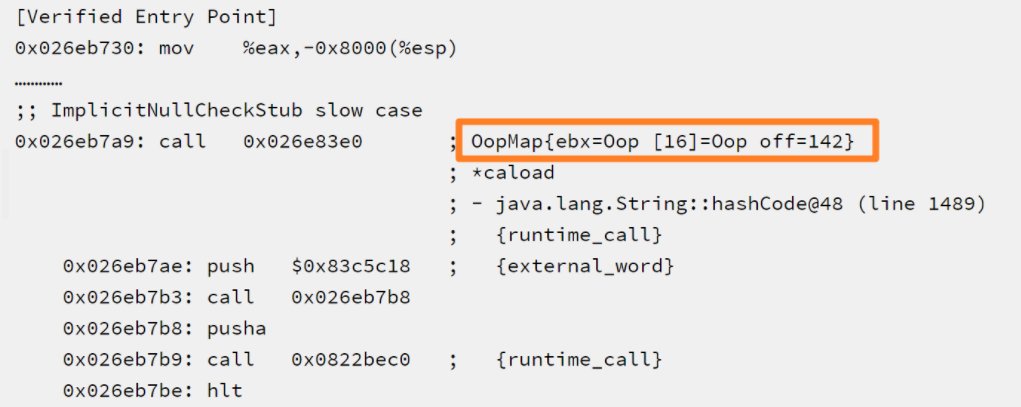 [Verified Entry Point]
0x026eb730: mov    %eax,-0x8000(%esp)
…………
;; ImplicitNullCheckStub slow case
0x026eb7a9: call   0x026e83e0   ; OopMap{ebx=Oop [16]=Oop off=142}
; *caload
; - java.lang.String::hashCode@48 (line 1489)
;   {runtime_call}
0x026eb7ae: push   $0x83c5c18   ;   {external_word}
0x026eb7b3: call   0x026eb7b8
0x026eb7b8: pusha
0x026eb7b9: call   0x0822bec0   ;   {runtime_call}
0x026eb7be: hlt